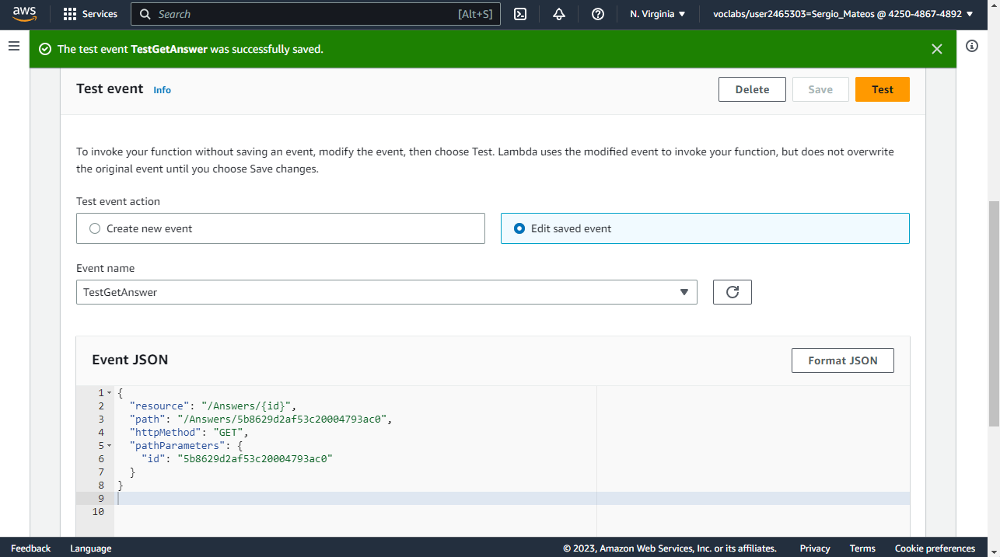 aws Services Search [Alt+S] N. Virginia voclabs/user2465303=Sergio_Mateos @ 4250-4867-4892
The test event TestGetAnswer was successfully saved.
Test event Info Delete Save Test
To invoke your function without saving an event, modify the event, then choose Test. Lambda uses the modified event to invoke your function, but does not overwrite
the original event until you choose Save changes.
Test event action
Create new event Edit saved event
Event name
TestGetAnswer
Event JSON Format JSON
1 {
2 "resource": "/Answers/{id}",
3 "path": "/Answers/5b8629d2af53c20004793ac0",
4 "httpMethod": "GET",
5 "pathParameters": {
6 "id": "5b8629d2af53c20004793ac0"
7 }
8 }
9
10
Feedback Language © 2023, Amazon Web Services, Inc. or its affiliates. Privacy Terms Cookie preferences